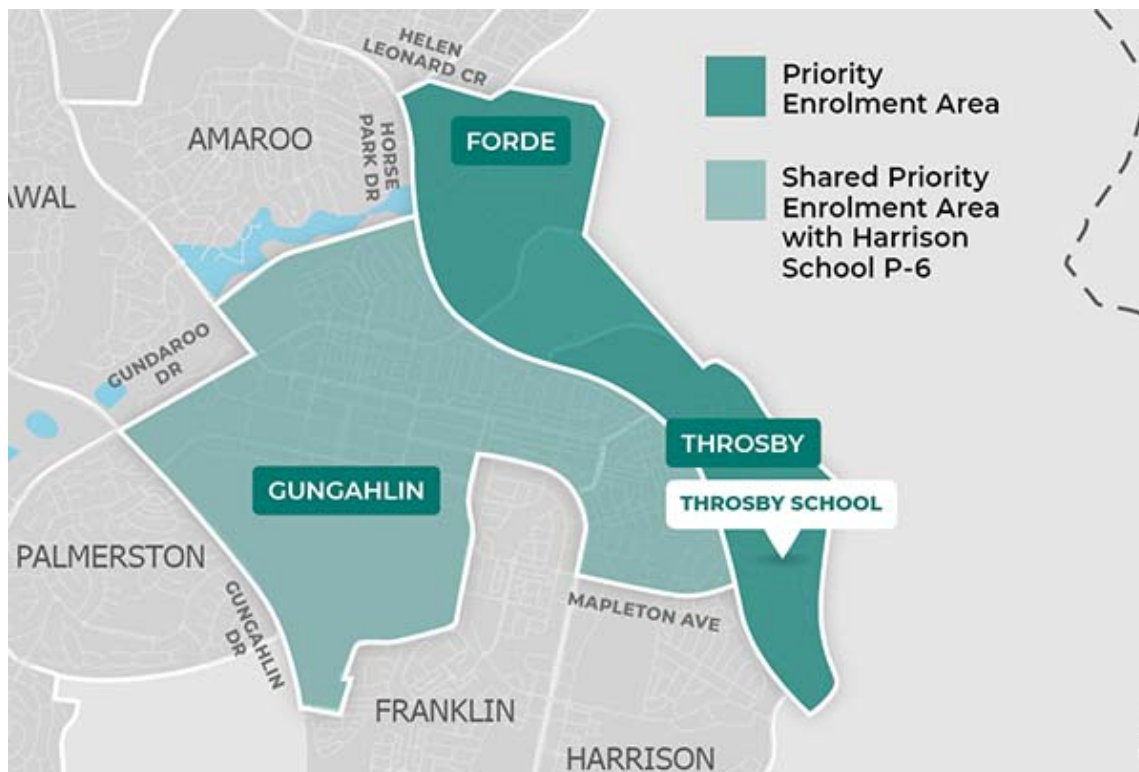 HELEN
LEONARD CR
Priority
Enrolment Area
AMAROO
HORSE
PARK DR
FORDE
Shared Priority
Enrolment Area
with Harrison
School P-6
AWAL
GUNDAROO
DR
THROSBY
GUNGAHLIN
THROSBY SCHOOL
PALMERSTON
GUNGAHLIN
DR
MAPLETON AVE
FRANKLIN
HARRISON